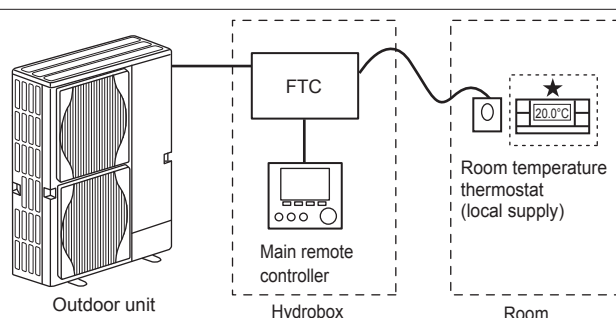 FTC
20.0°C
Room temperature
thermostat
(local supply)
Main remote
controller
Outdoor unit
Hydrobox
Room